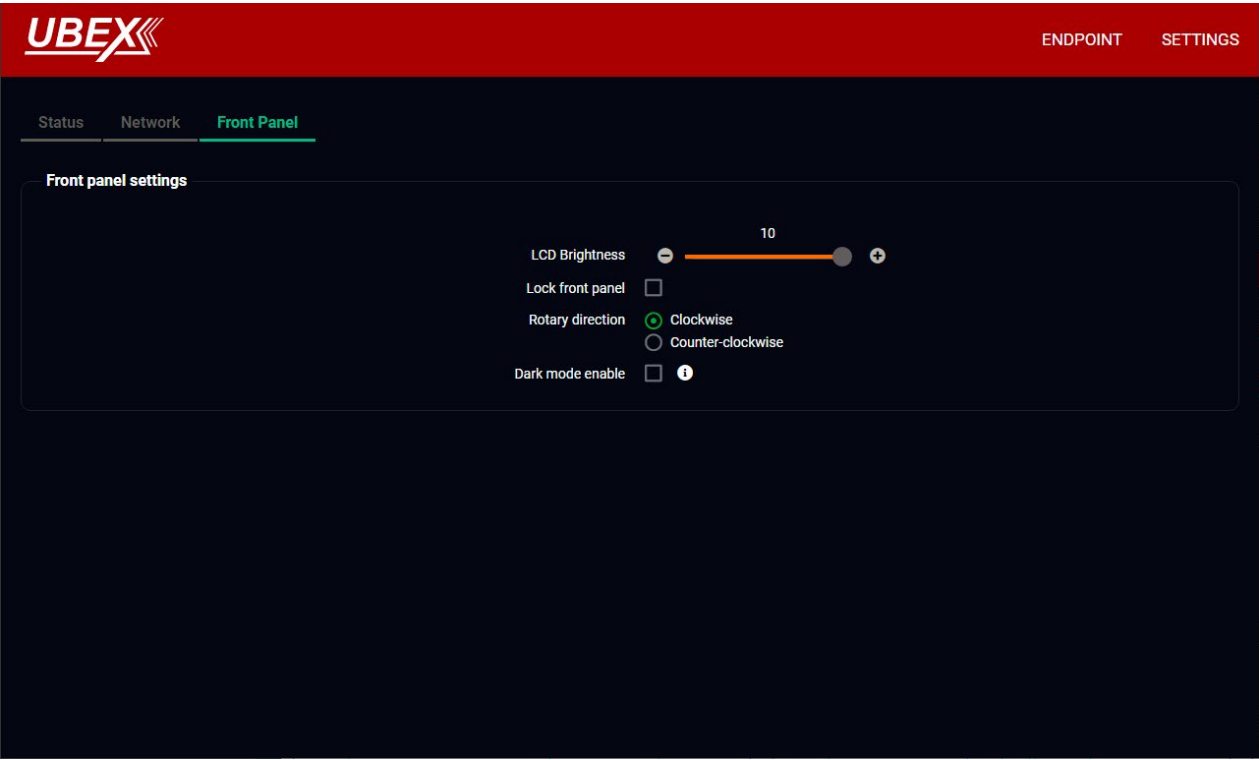 UBEX
ENDPOINT SETTINGS
Status Network Front Panel
Front panel settings
10
LCD Brightness
Lock front panel
Rotary direction Clockwise
Counter-clockwise
Dark mode enable